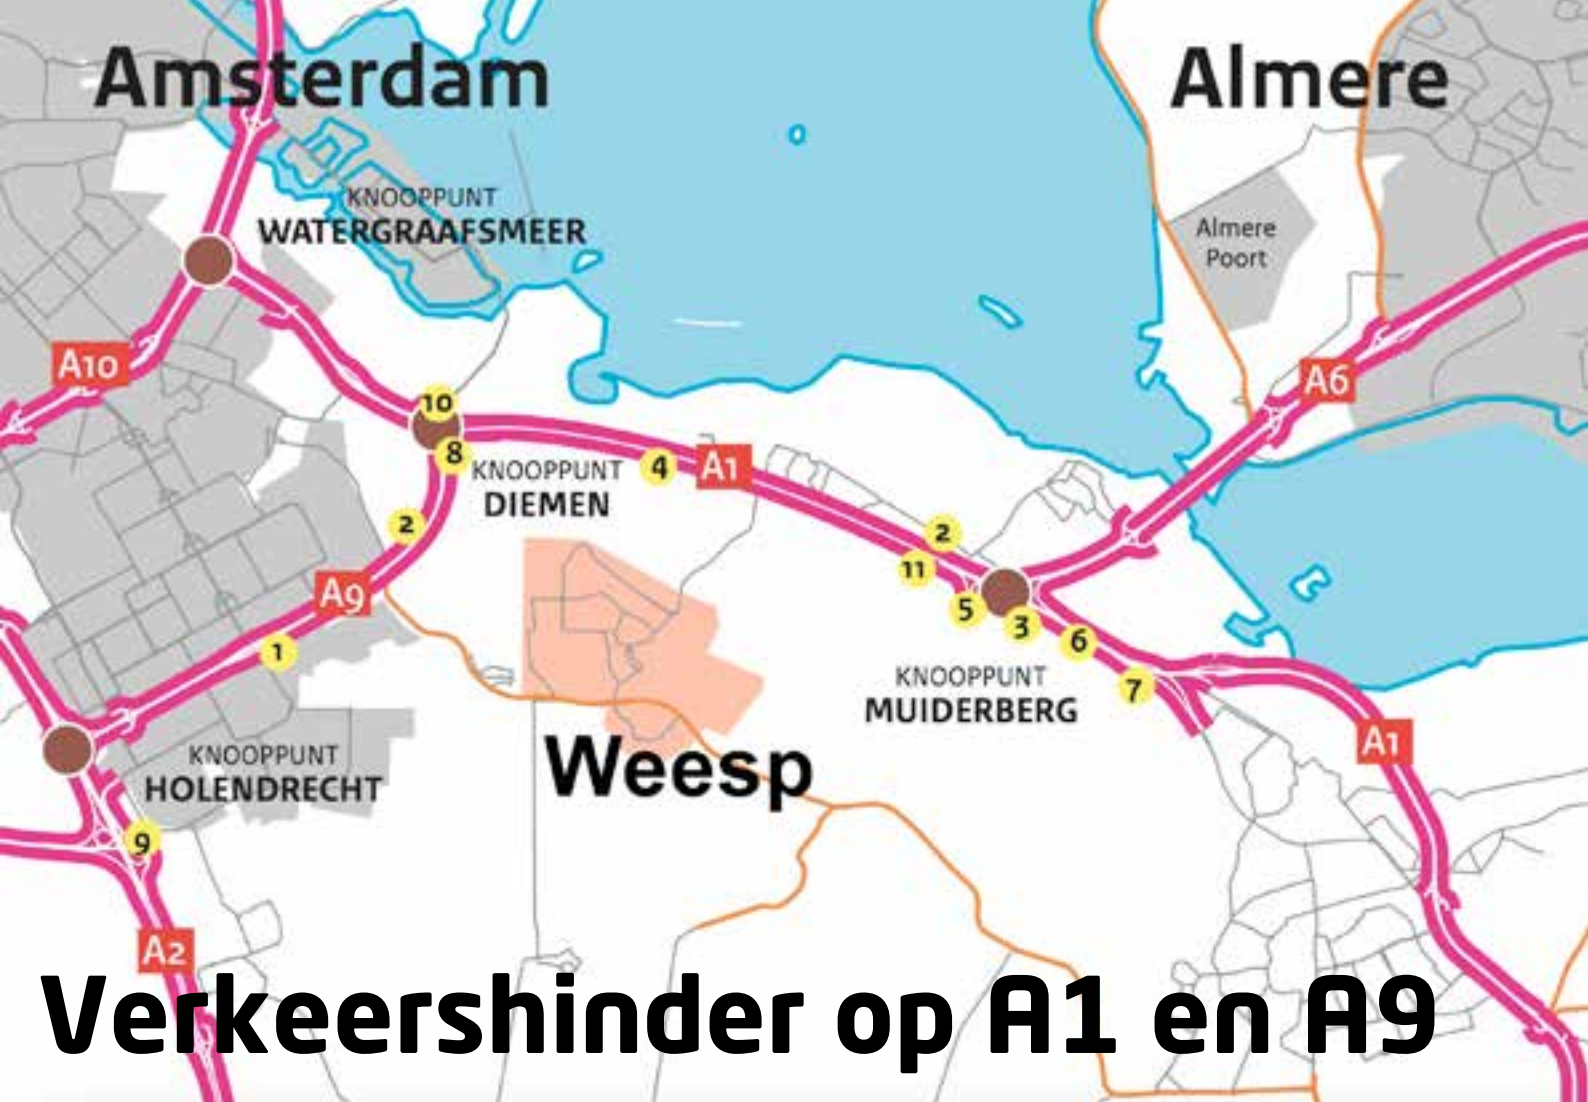 Amsterdam
Almere
KNOOPPUNT
WATERGRAAFSMEER
Almere
Poort
A10
A6
10
8
KNOOPPUNT
DIEMEN
4
A1
2
2
11
A9
5
3
6
1
7
KNOOPPUNT
MUIDERBERG
KNOOPPUNT
HOLENDRECHT
Weesp
A1
9
A2
Verkeershinder op A1 en A9